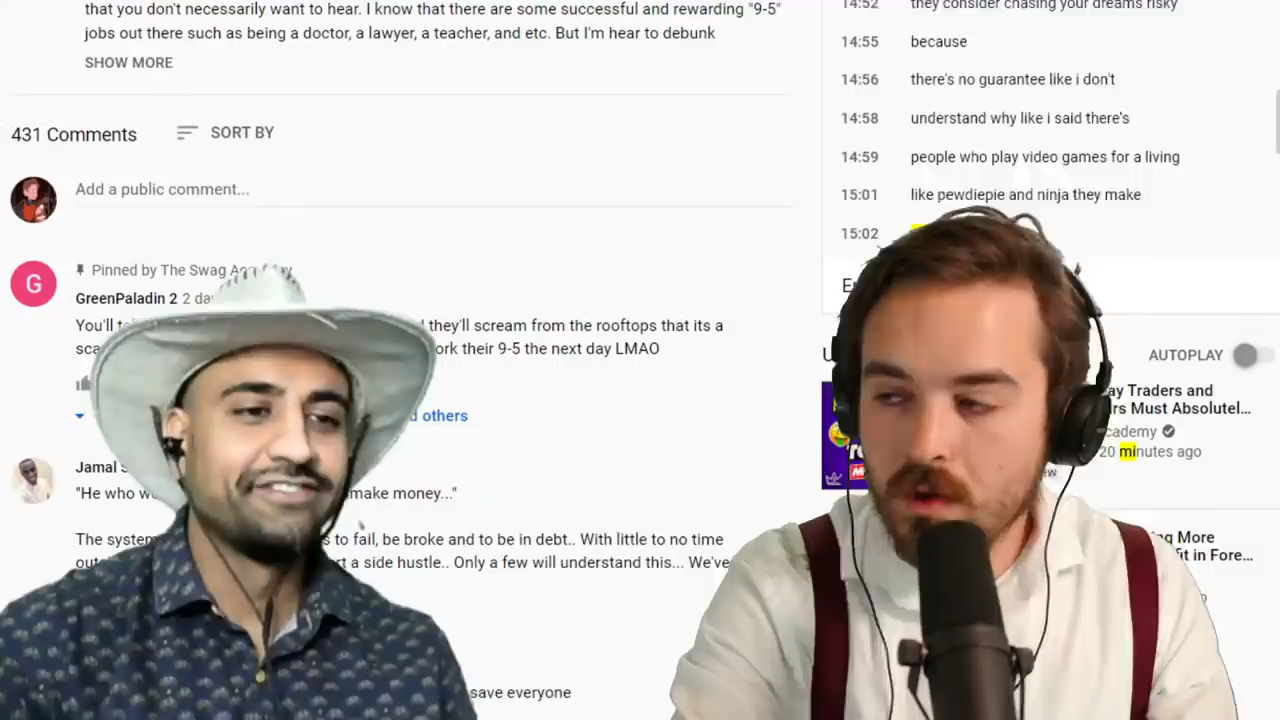 that you don't necessarily want to hear. I know that there are some successful and rewarding "9-5"
jobs out there such as being a doctor, a lawyer, a teacher, and etc. But I'm hear to debunk
SHOW MORE
431 Comments
SORT BY
Add a public comment...
Pinned by The Swag
GreenPaladin 2 2
G
You'll they'll scream from the rooftops that its a
their 9-5 the next day LMAO
others
Jamal
"He who make money..."
The system to fail, be broke and to be in debt.. With little to no time
a side hustle.. Only a few will understand this... We've
save everyone
14:52 they consider chasing your dreams risky
14:55 because
14:56 there's no guarantee like i don't
14:58 understand why like i said there's
14:59 people who play video games for a living
15:01 like pewdiepie and ninja they make
15:02
AUTOPLAY
Traders and
Must Absolutel...
20 minutes ago
More
in Fore...